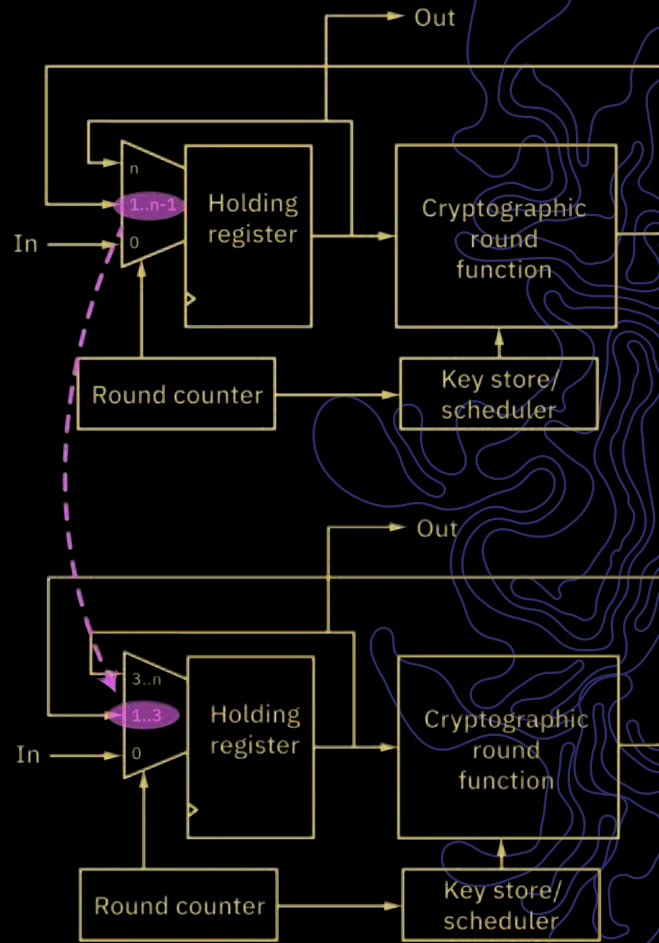 Out
n
1..n-1
In
0
Holding
register
Cryptographic
round
function
Round counter
Key store/
scheduler
Out
3..n
1..3
In
0
Holding
register
Cryptographic
round
function
Round counter
Key store/
scheduler